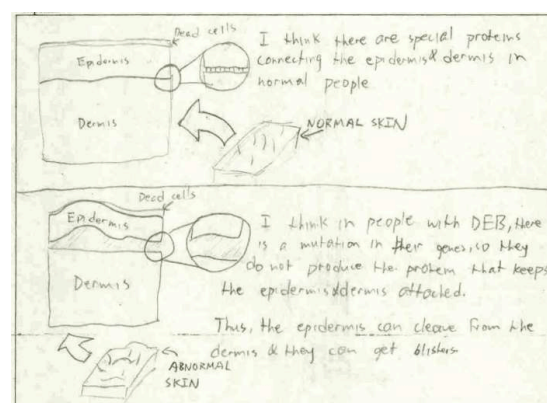 Dead cells
Epidermis
Dermis
I think there are special proteins
connecting the epidermis & dermis in
normal people
NORMAL SKIN
Dead cells
Epidermis
Dermis
I think in people with DEB, there
is a mutation in their genes, so they
do not produce the protein that keeps
the epidermis & dermis attached.
Thus, the epidermis can cleave from the
dermis & they can get blisters
ABNORMAL
SKIN